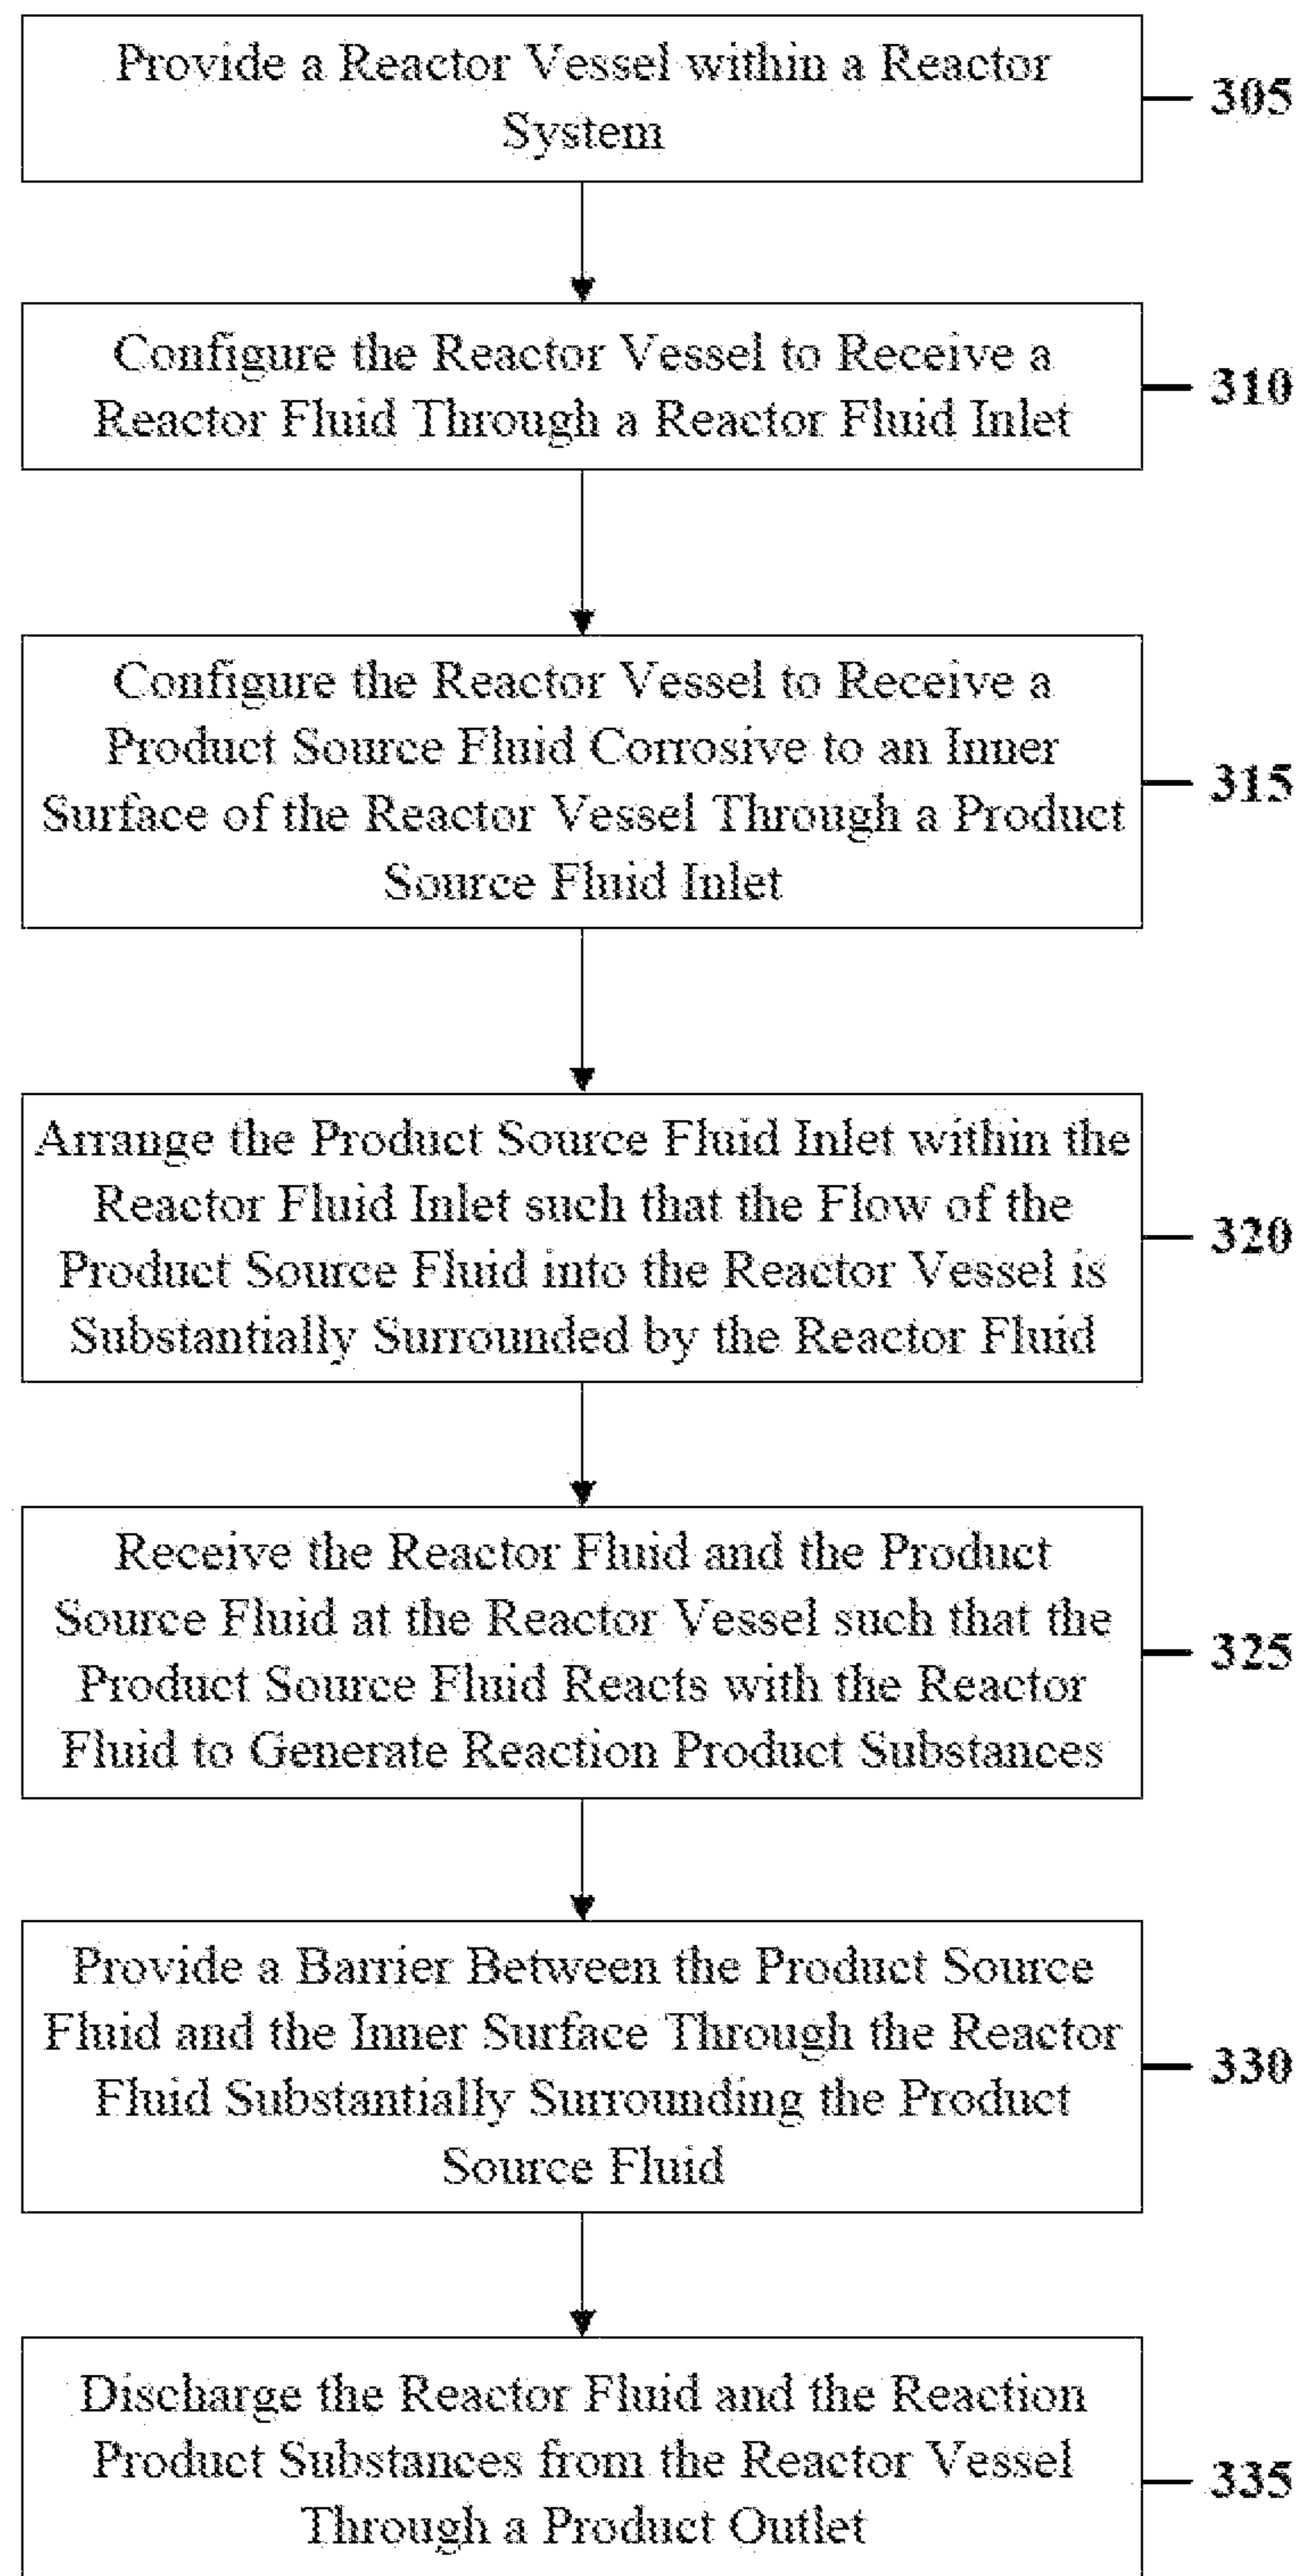 Provide a Reactor Vessel within a Reactor
System
305
Configure the Reactor Vessel to Receive a
Reactor Fluid Through a Reactor Fluid Inlet
310
Configure the Reactor Vessel to Receive a
Product Source Fluid Corrosive to an Inner
Surface of the Reactor Vessel Through a Product
Source Fluid Inlet
315
Arrange the Product Source Fluid Inlet within the
Reactor Fluid Inlet such that the Flow of the
Product Source Fluid into the Reactor Vessel is
Substantially Surrounded by the Reactor Fluid
320
Receive the Reactor Fluid and the Product
Source Fluid at the Reactor Vessel such that the
Product Source Fluid Reacts with the Reactor
Fluid to Generate Reaction Product Substances
325
Provide a Barrier Between the Product Source
Fluid and the Inner Surface Through the Reactor
Fluid Substantially Surrounding the Product
Source Fluid
330
Discharge the Reactor Fluid and the Reaction
Product Substances from the Reactor Vessel
Through a Product Outlet
335